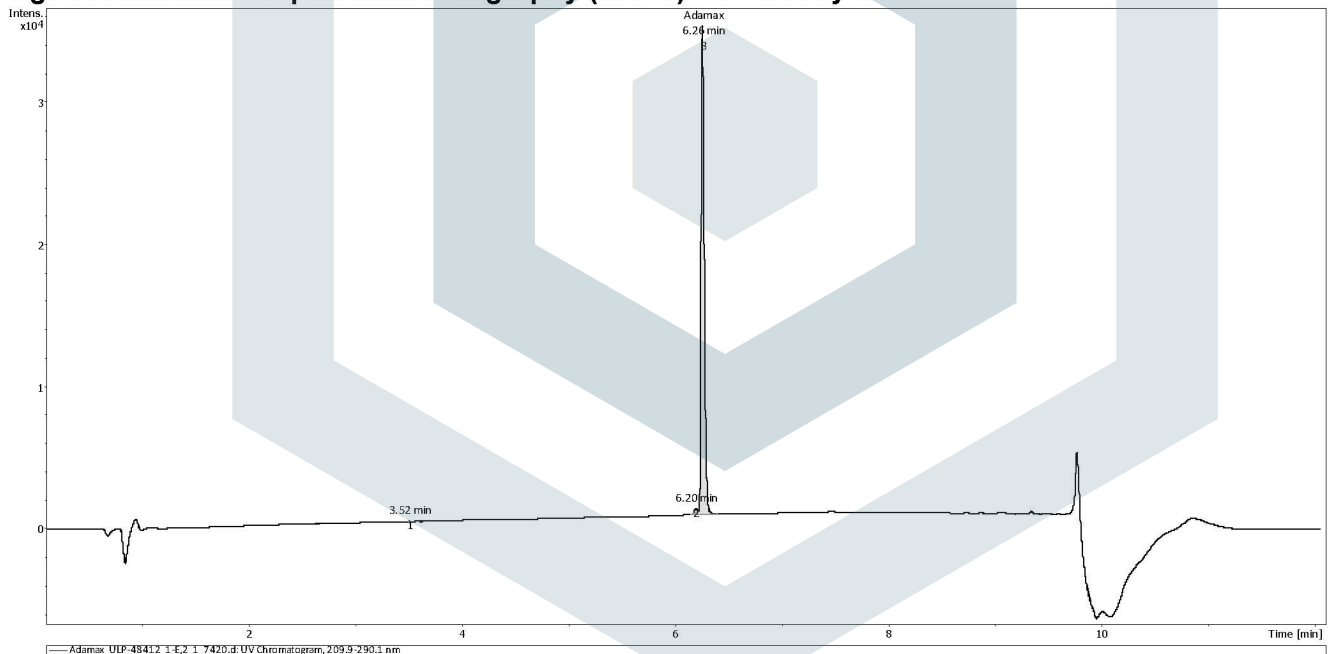 Intens.
x10⁴
Adamax
6.26 min
3
3
2
1
6.20 min
2
3.52 min
1
0
2
4
6
8
10
Time [min]
Adamax_ULP-48412_1-E,2_1_7420.d: UV Chromatogram, 209.9-290.1 nm